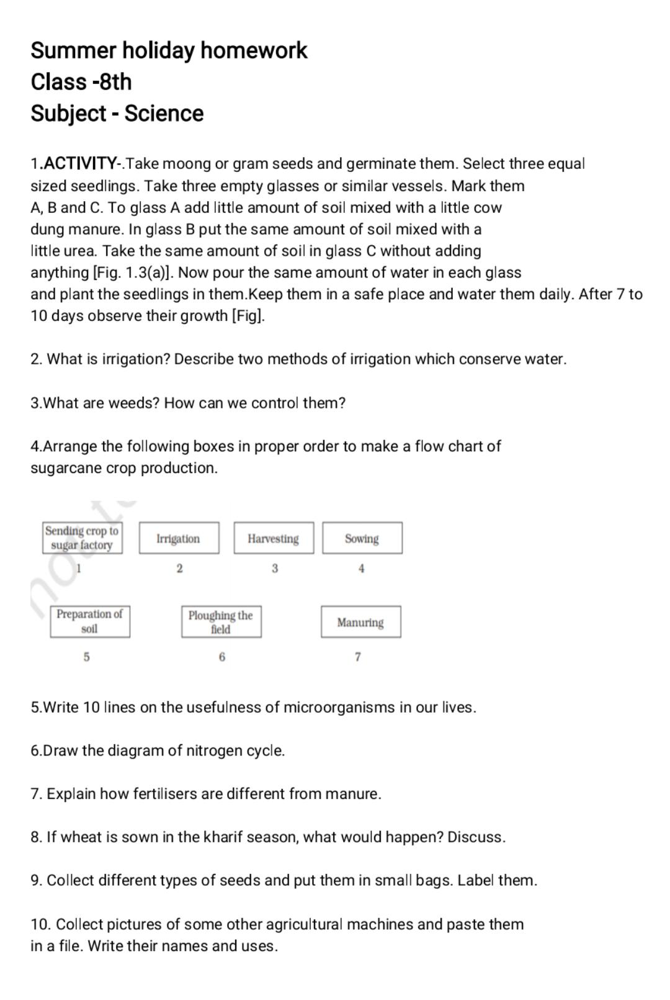 Summer holiday homework
Class -8th
Subject - Science
1.ACTIVITY-.Take moong or gram seeds and germinate them. Select three equal
sized seedlings. Take three empty glasses or similar vessels. Mark them
A, B and C. To glass A add little amount of soil mixed with a little cow
dung manure. In glass B put the same amount of soil mixed with a
little urea. Take the same amount of soil in glass C without adding
anything [Fig. 1.3(a)]. Now pour the same amount of water in each glass
and plant the seedlings in them.Keep them in a safe place and water them daily. After 7 to
10 days observe their growth [Fig].
2. What is irrigation? Describe two methods of irrigation which conserve water.
3.What are weeds? How can we control them?
4.Arrange the following boxes in proper order to make a flow chart of
sugarcane crop production.
Sending crop to
sugar factory
1
Irrigation
2
Harvesting
3
Sowing
4
Preparation of
soil
5
Ploughing the
field
6
Manuring
7
5.Write 10 lines on the usefulness of microorganisms in our lives.
6.Draw the diagram of nitrogen cycle.
7. Explain how fertilisers are different from manure.
8. If wheat is sown in the kharif season, what would happen? Discuss.
9. Collect different types of seeds and put them in small bags. Label them.
10. Collect pictures of some other agricultural machines and paste them
in a file. Write their names and uses.